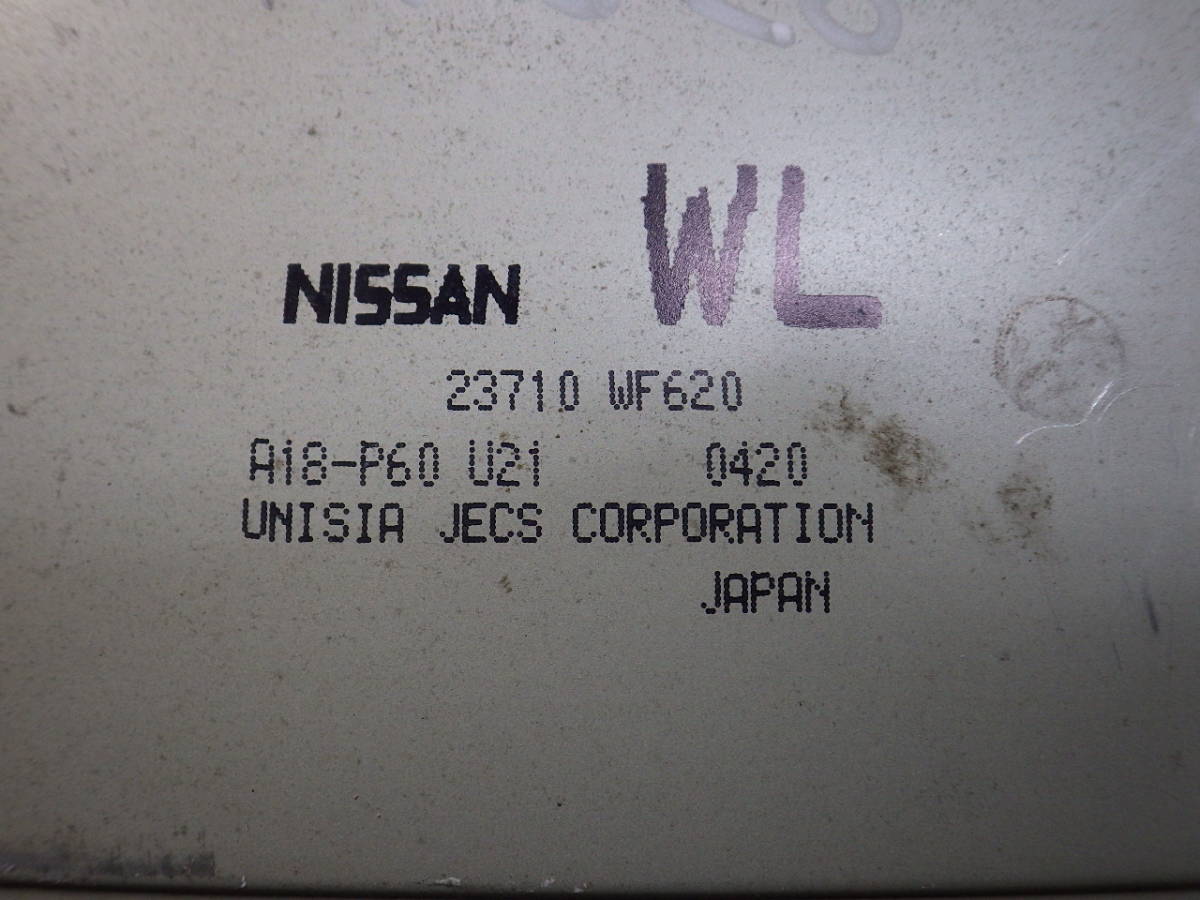 NISSAN WL
23710 WF620
A18-P60 U21 0420
UNISIA JECS CORPORATION
JAPAN